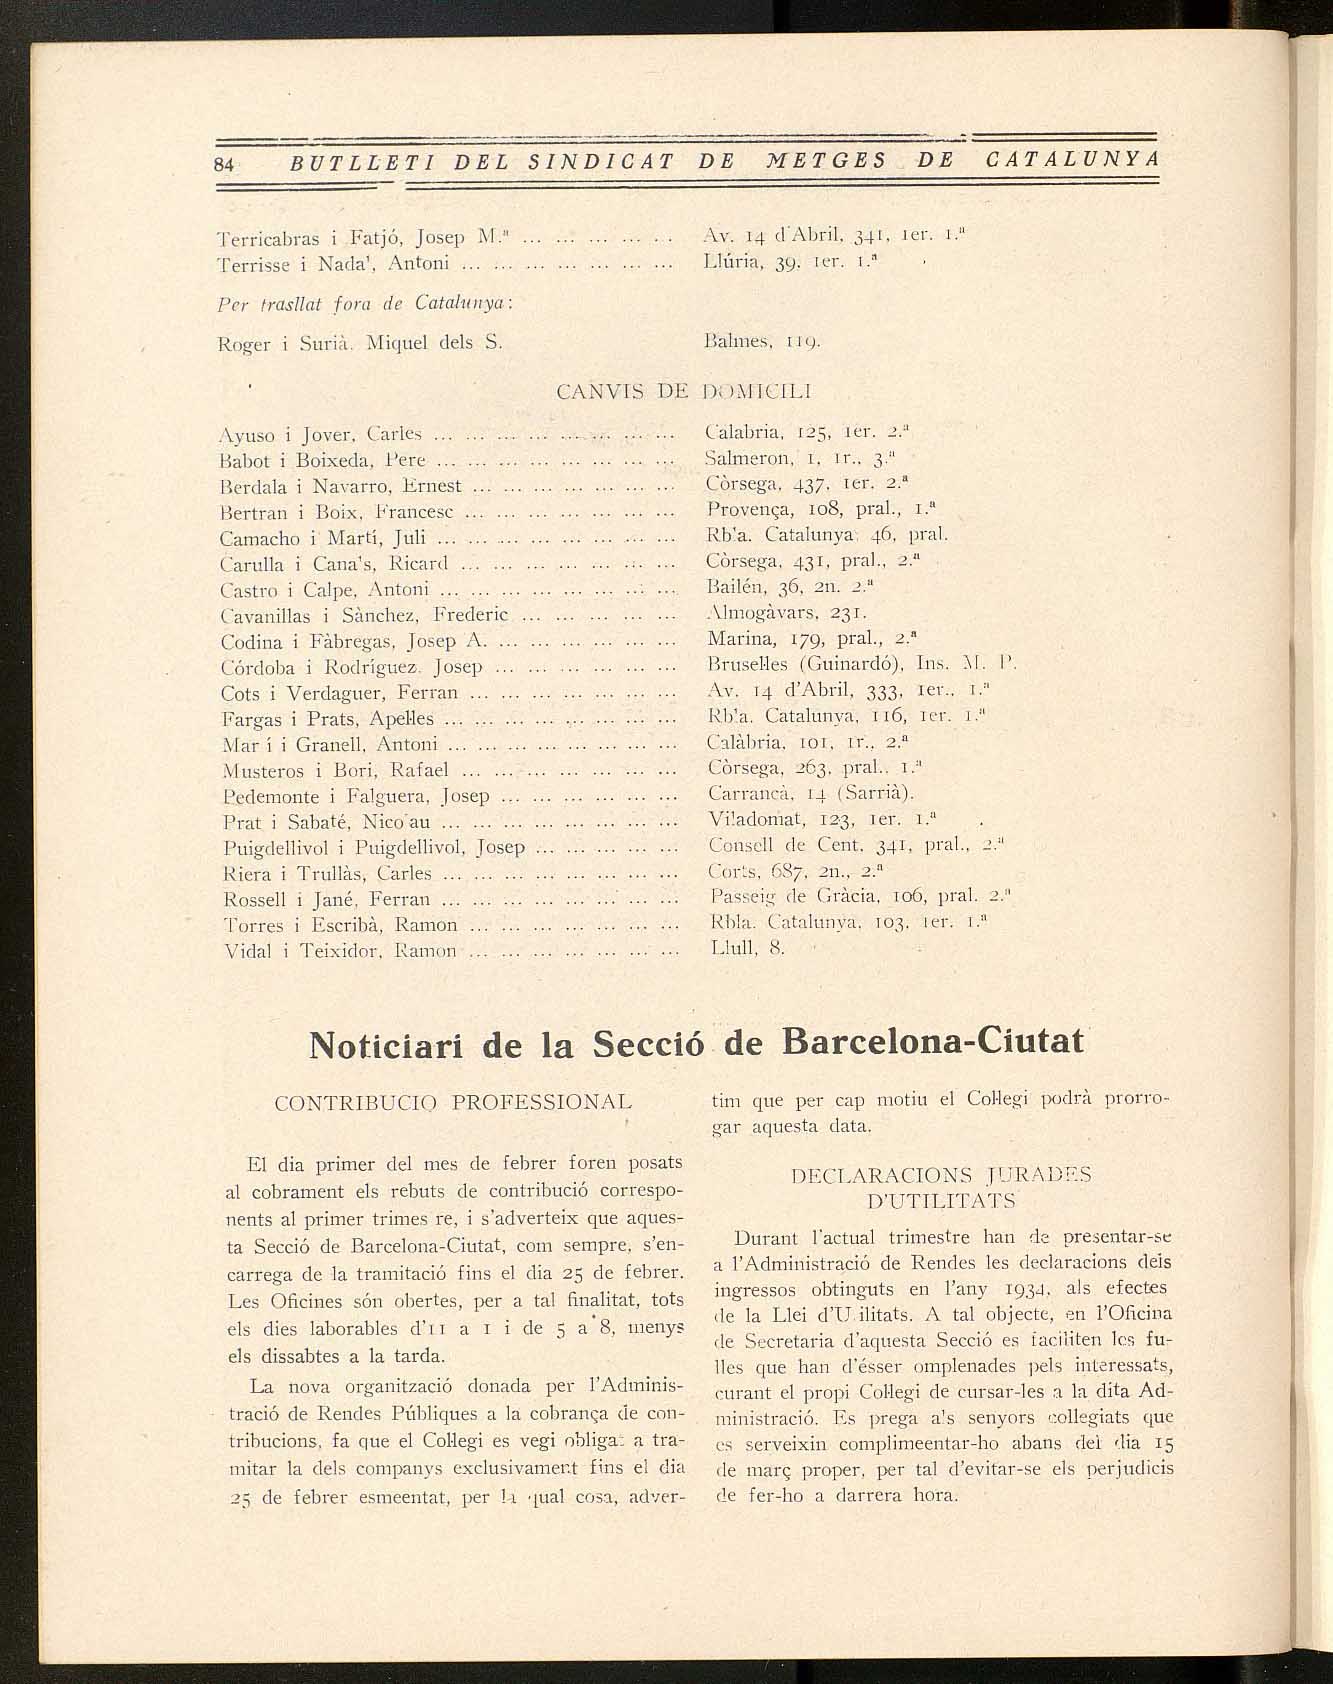 84 BUTLLETI DEL SINDICAT DE METGES DE CATALUNYA
Terricabras i Fatjó, Josep M.ª ... ... ... ... . . Av. 14 d'Abril, 341, 1er. 1.ª
Terrisse i Nada', Antoni ... ... ... ... ... ... ... Llúria, 39, 1er. 1.ª
Per trasllat fora de Catalunya:
Roger i Surià. Miquel dels S. Balmes, 119.
CANVIS DE DOMICILI
Ayuso i Jover, Carles ... ... ... ... ... ... ... ... Calabria, 125, 1er. 2.ª
Babot i Boixeda, Pere ... ... ... ... ... ... ... ... Salmeron, 1, 1r., 3.ª
Berdala i Navarro, Ernest ... ... ... ... ... ... ... Còrsega, 437, 1er. 2.ª
Bertran i Boix, Francesc ... ... ... ... ... ... ... Provença, 108, pral., 1.ª
Camacho i Martí, Juli ... ... ... ... ... ... ... ... Rb'a. Catalunya, 46, pral.
Carulla i Cana's, Ricard ... ... ... ... ... ... ... Còrsega, 431, pral., 2.ª
Castro i Calpe, Antoni ... ... ... ... ... ... ... ... Bailén, 36, 2n. 2.ª
Cavanillas i Sànchez, Frederic ... ... ... ... ... Almogàvars, 231.
Codina i Fàbregas, Josep A. ... ... ... ... ... ... Marina, 179, pral., 2.ª
Córdoba i Rodríguez. Josep ... ... ... ... ... ... Brusel·les (Guinardó), Ins. M. P.
Cots i Verdaguer, Ferran ... ... ... ... ... ... ... Av. 14 d'Abril, 333, 1er., 1.ª
Fargas i Prats, Apel·les ... ... ... ... ... ... ... ... Rb'a. Catalunya, 116, 1er. 1.ª
Mar í i Granell, Antoni ... ... ... ... ... ... ... ... Calàbria, 101, 1r., 2.ª
Musteros i Bori, Rafael ... ... ... ... ... ... ... Còrsega, 263, pral., 1.ª
Pedemonte i Falguera, Josep ... ... ... ... ... ... Carrancà, 14 (Sarrià).
Prat i Sabaté, Nico'au ... ... ... ... ... ... ... ... Viladomat, 123, 1er. 1.ª
Puigdellivol i Puigdellivol, Josep ... ... ... ... ... Consell de Cent, 341, pral., 2.ª
Riera i Trullàs, Carles ... ... ... ... ... ... ... ... Corts, 687, 2n., 2.ª
Rossell i Jané, Ferran ... ... ... ... ... ... ... ... Passeig de Gràcia, 106, pral. 2.ª
Torres i Escribà, Ramon ... ... ... ... ... ... ... Rbla. Catalunya, 103, 1er. 1.ª
Vidal i Teixidor, Ramon ... ... ... ... ... ... ... Llull, 8.
Noticiari de la Secció de Barcelona-Ciutat
CONTRIBUCIO PROFESSIONAL
El dia primer del mes de febrer foren posats
al cobrament els rebuts de contribució correspo-
nents al primer trimes re, i s'adverteix que aques-
ta Secció de Barcelona-Ciutat, com sempre, s'en-
carrega de la tramitació fins el dia 25 de febrer.
Les Oficines són obertes, per a tal finalitat, tots
els dies laborables d'11 a 1 i de 5 a 8, menys
els dissabtes a la tarda.
La nova organització donada per l'Adminis-
tració de Rendes Públiques a la cobrança de con-
tribucions, fa que el Col·legi es vegi obligat a tra-
mitar la dels companys exclusivament fins el dia
25 de febrer esmeentat, per la qual cosa, adver-
tim que per cap motiu el Col·legi podrà prorro-
gar aquesta data.
DECLARACIONS JURADES
D'UTILITATS
Durant l'actual trimestre han de presentar-se
a l'Administració de Rendes les declaracions dels
ingressos obtinguts en l'any 1934, als efectes
de la Llei d'U ilitats. A tal objecte, en l'Oficina
de Secretaria d'aquesta Secció es faciliten les fu-
lles que han d'ésser omplenades pels interessats,
curant el propi Col·legi de cursar-les a la dita Ad-
ministració. Es prega a's senyors collegiats que
es serveixin complimeentar-ho abans del dia 15
de març proper, per tal d'evitar-se els perjudicis
de fer-ho a darrera hora.